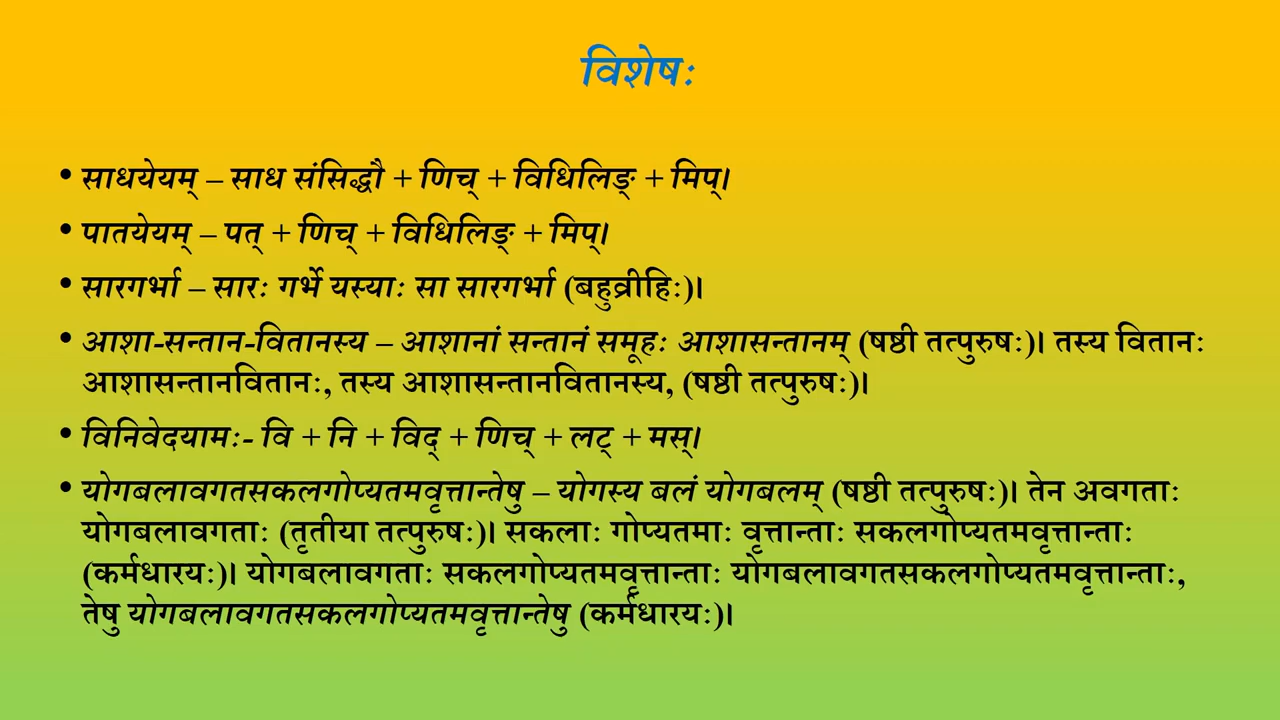 विशेषः
• साधयेयम् – साध संसिद्धौ + णिच् + विधिलिङ् + मिप्।
• पातयेयम् – पत् + णिच् + विधिलिङ् + मिप्।
• सारगर्भा – सारः गर्भे यस्याः सा सारगर्भा (बहुव्रीहिः)।
• आशा-सन्तान-वितानस्य – आशानां सन्तानं समूहः आशासन्तानम् (षष्ठी तत्पुरुषः)। तस्य वितानः
आशासन्तानवितानः, तस्य आशासन्तानवितानस्य, (षष्ठी तत्पुरुषः)।
• विनिवेदयामः- वि + नि + विद् + णिच् + लट् + मस्।
• योगबलावगतसकलगोप्यतमवृत्तान्तेषु – योगस्य बलं योगबलम् (षष्ठी तत्पुरुषः)। तेन अवगताः
योगबलावगताः (तृतीया तत्पुरुषः)। सकलाः गोप्यतमाः वृत्तान्ताः सकलगोप्यतमवृत्तान्ताः
(कर्मधारयः)। योगबलावगताः सकलगोप्यतमवृत्तान्ताः योगबलावगतसकलगोप्यतमवृत्तान्ताः,
तेषु योगबलावगतसकलगोप्यतमवृत्तान्तेषु (कर्मधारयः)।